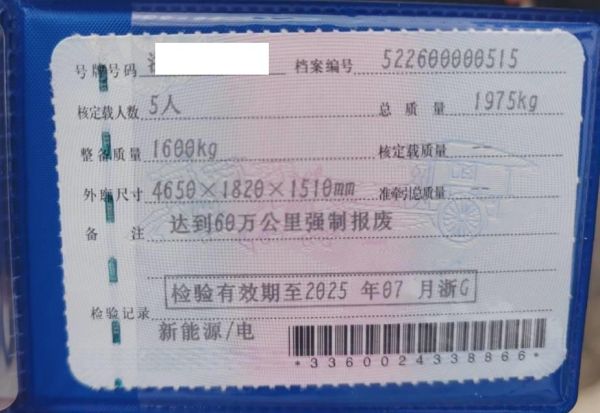 号牌号码 档案编号 522600000515
核定载人数 5人 总质量 1975kg
整备质量 1600kg 核定载质量
外廓尺寸 4650×1820×1510mm 准牵引总质量
备注 达到60万公里强制报废
检验记录 检验有效期至2025年07月浙G
新能源/电
*3360024338866*